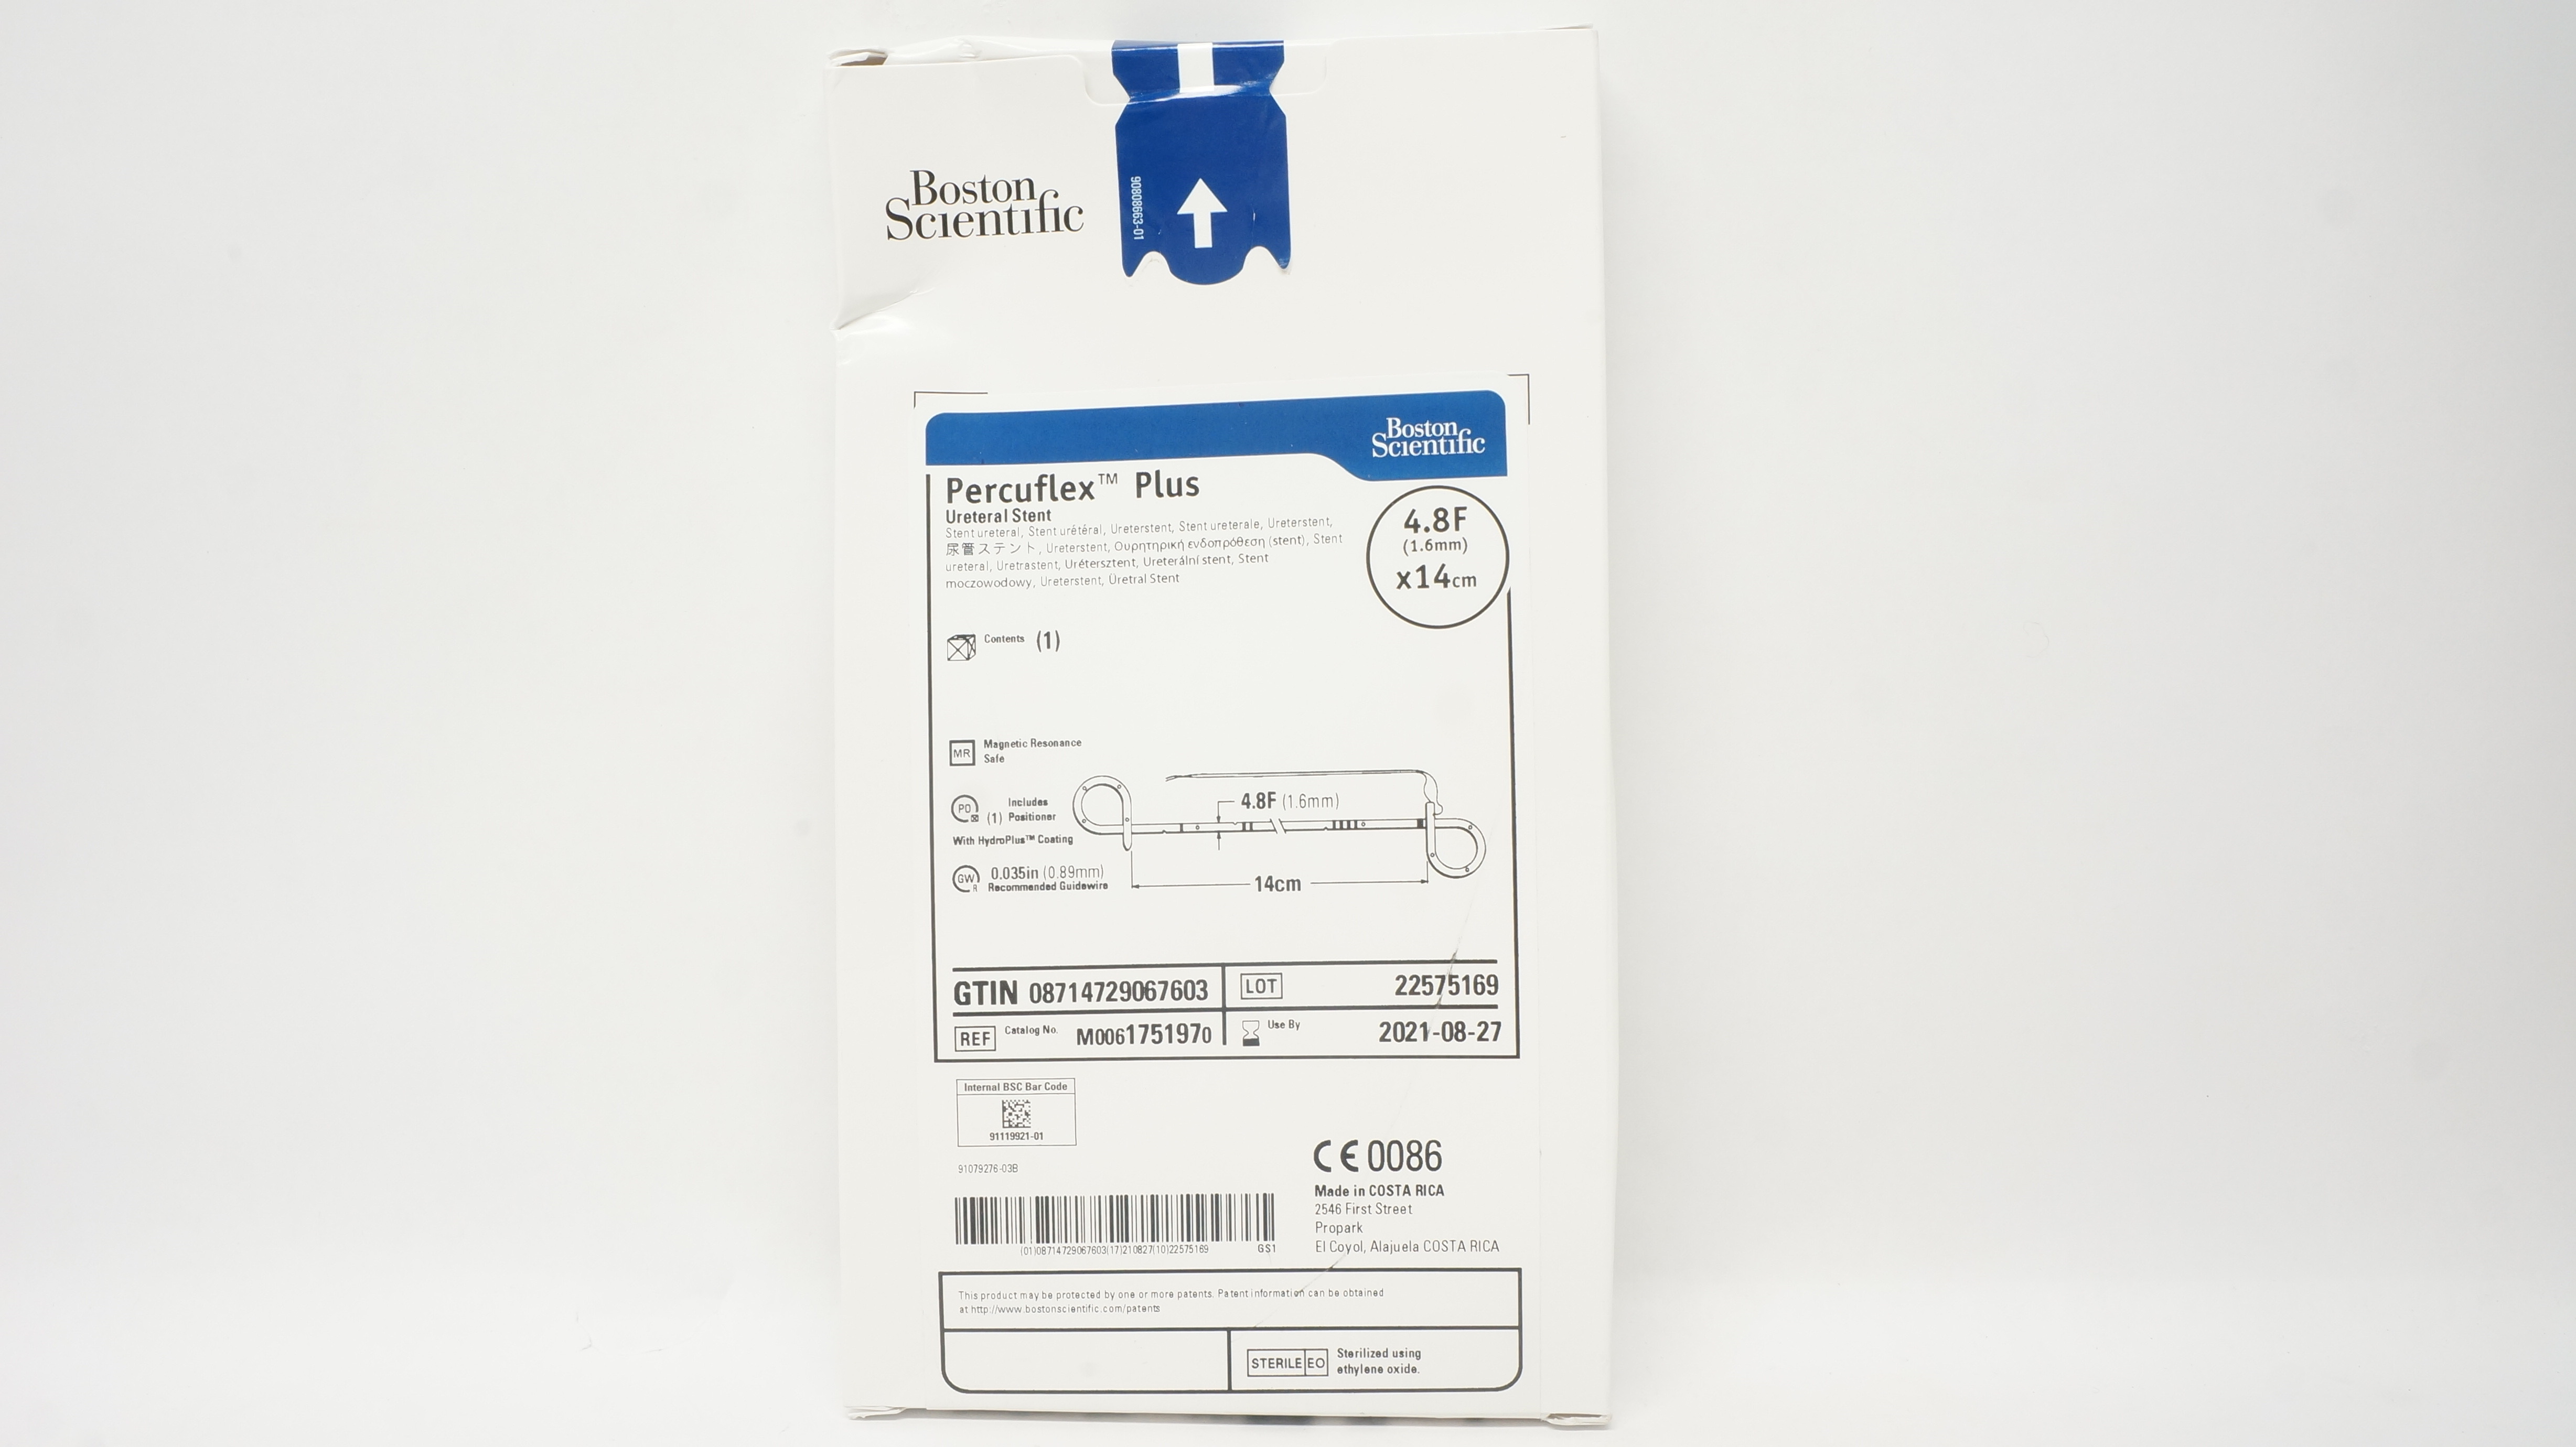 90808663-01
Boston
Scientific
Boston
Scientific
Percuflex™ Plus
Ureteral Stent
Stent ureteral, Stent urétéral, Ureterstent, Stent ureterale, Ureterstent,
尿管ステント, Ureterstent, Ουρητηρική ενδοπρόθεση (stent), Stent
ureteral, Uretrastent, Urétersztent, Ureterální stent, Stent
moczowodowy, Ureterstent, Üretral Stent
4.8F
(1.6mm)
x14cm
Contents (1)
MR Magnetic Resonance
Safe
PD Includes
(1) Positioner
With HydroPlus™ Coating
GW R 0.035in (0.89mm)
Recommended Guidewire
4.8F (1.6mm)
14cm
GTIN 08714729067603
LOT 22575169
REF Catalog No. M0061751970
Use By 2021-08-27
Internal BSC Bar Code
91119921-01
91079276-03B
(01)08714729067603(17)210827(10)22575169 GS1
CE 0086
Made in COSTA RICA
2546 First Street
Propark
El Coyol, Alajuela COSTA RICA
This product may be protected by one or more patents. Patent information can be obtained
at http://www.bostonscientific.com/patents
STERILE EO Sterilized using
ethylene oxide.